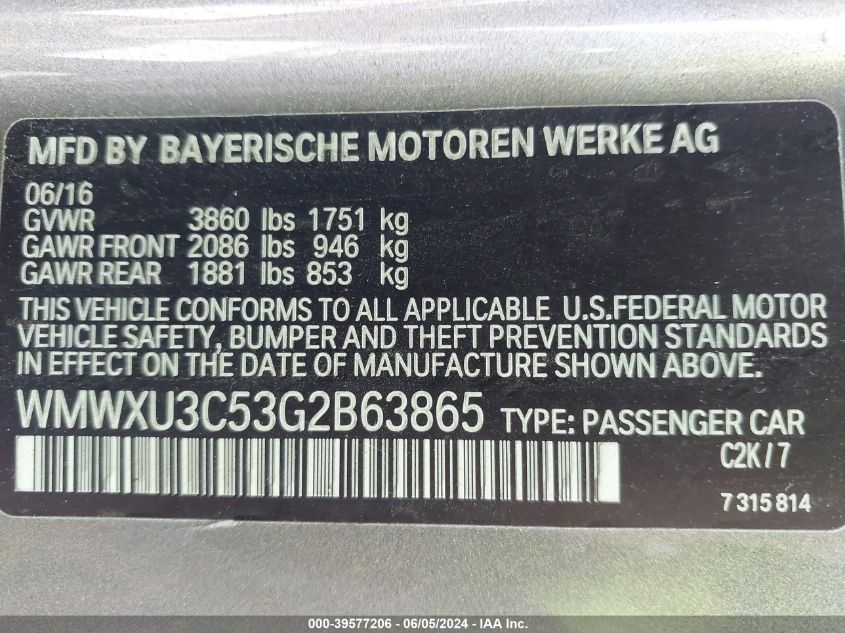 MFD BY BAYERISCHE MOTOREN WERKE AG
06/16
GVWR 3860 lbs 1751 kg
GAWR FRONT 2086 lbs 946 kg
GAWR REAR 1881 lbs 853 kg
THIS VEHICLE CONFORMS TO ALL APPLICABLE U.S.FEDERAL MOTOR
VEHICLE SAFETY, BUMPER AND THEFT PREVENTION STANDARDS
IN EFFECT ON THE DATE OF MANUFACTURE SHOWN ABOVE.
WMWXU3C53G2B63865 TYPE: PASSENGER CAR
C2K/7
7 315 814
000-39577206 - 06/05/2024 - IAA Inc.